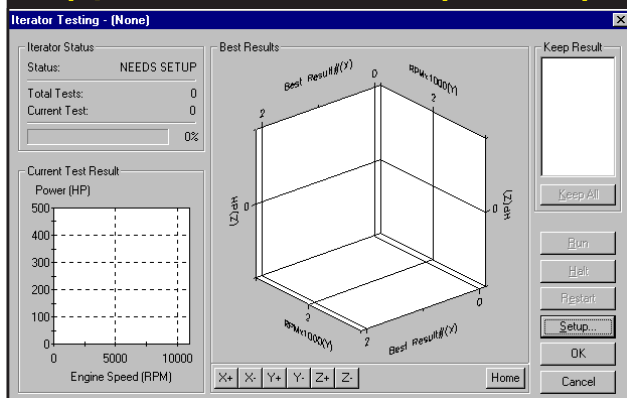 Iterator Testing - (None)
Iterator Status
Status: NEEDS SETUP
Total Tests: 0
Current Test: 0
0%
Current Test Result
Power (HP)
500
400
300
200
100
0
0 5000 10000
Engine Speed (RPM)
Best Results
Best Result#(X)
0
2
RPMx1000(Y)
2
HP(Z)
0
0
HP(Z)
RPMx1000(Y)
2
2
Best Result#(X)
0
X+ X- Y+ Y- Z+ Z-
Home
Keep Result
Keep All
Run
Halt
Restart
Setup...
OK
Cancel